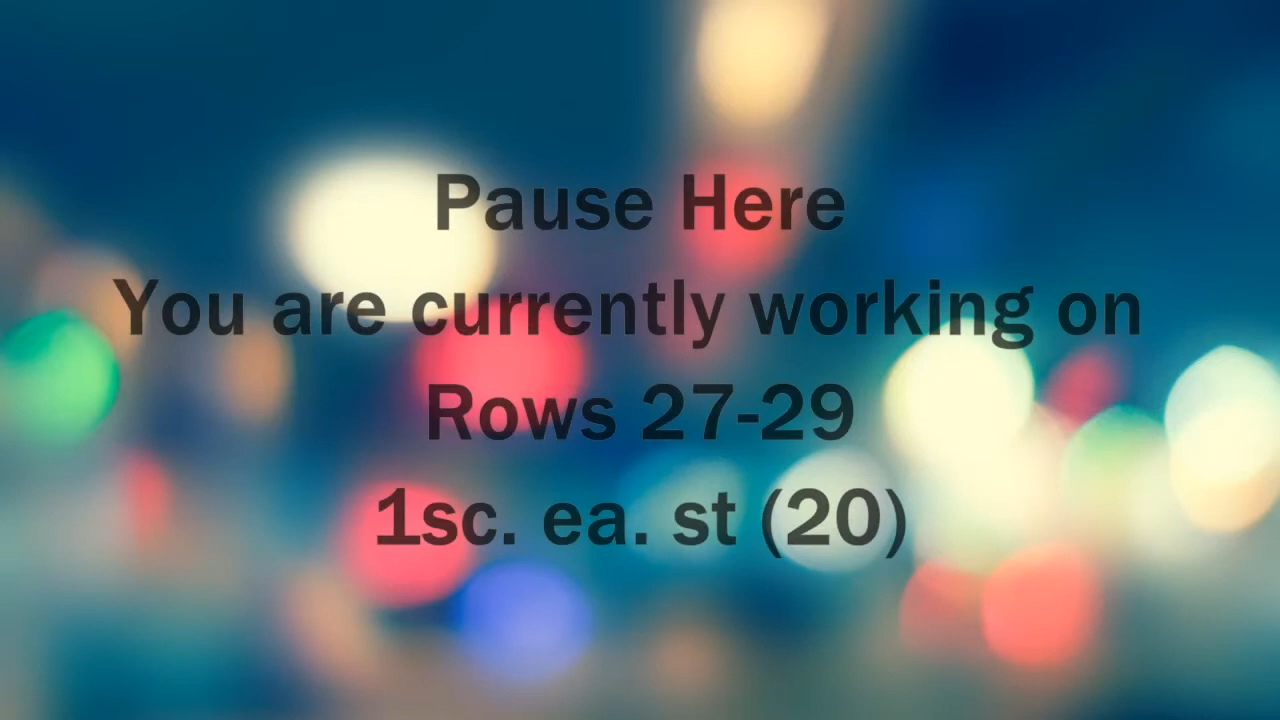 Pause Here
You are currently working on
Rows 27-29
1sc. ea. st (20)